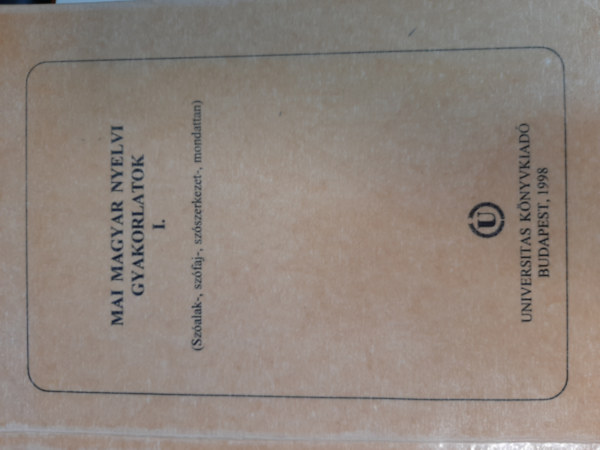 MAI MAGYAR NYELVI
GYAKORLATOK
I.
(Szóalak-, szófaj-, szószerkezet-, mondattan)
U
UNIVERSITAS KÖNYVKIADÓ
BUDAPEST, 1998